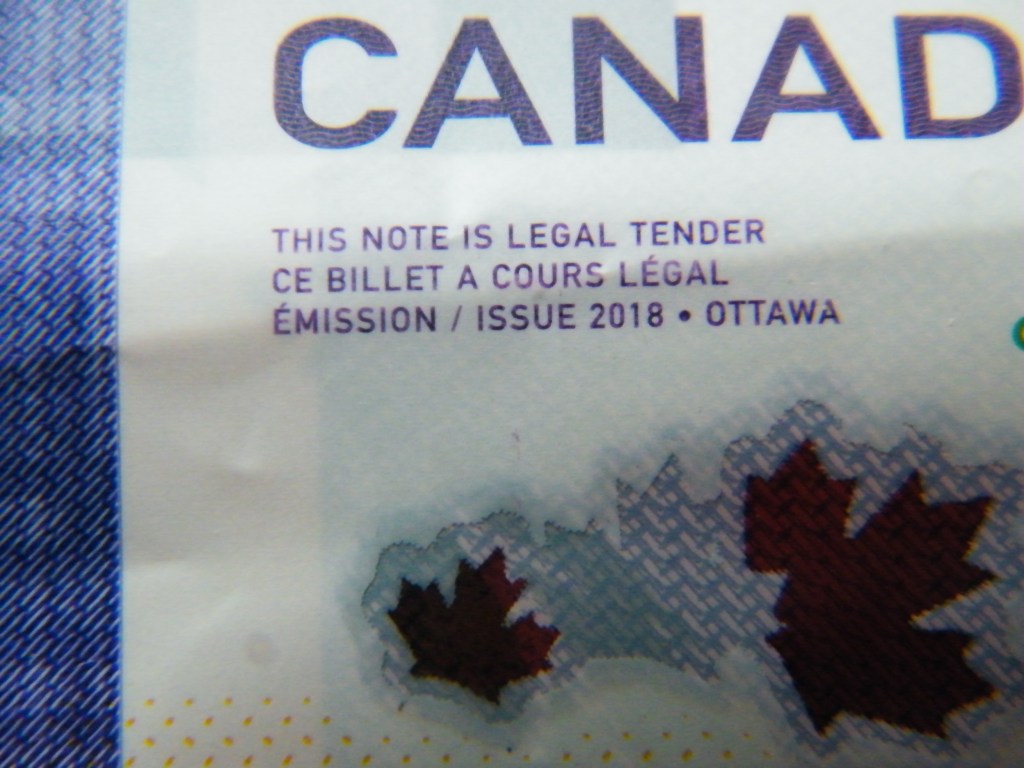 CANAD
THIS NOTE IS LEGAL TENDER
CE BILLET A COURS LÉGAL
ÉMISSION / ISSUE 2018 • OTTAWA